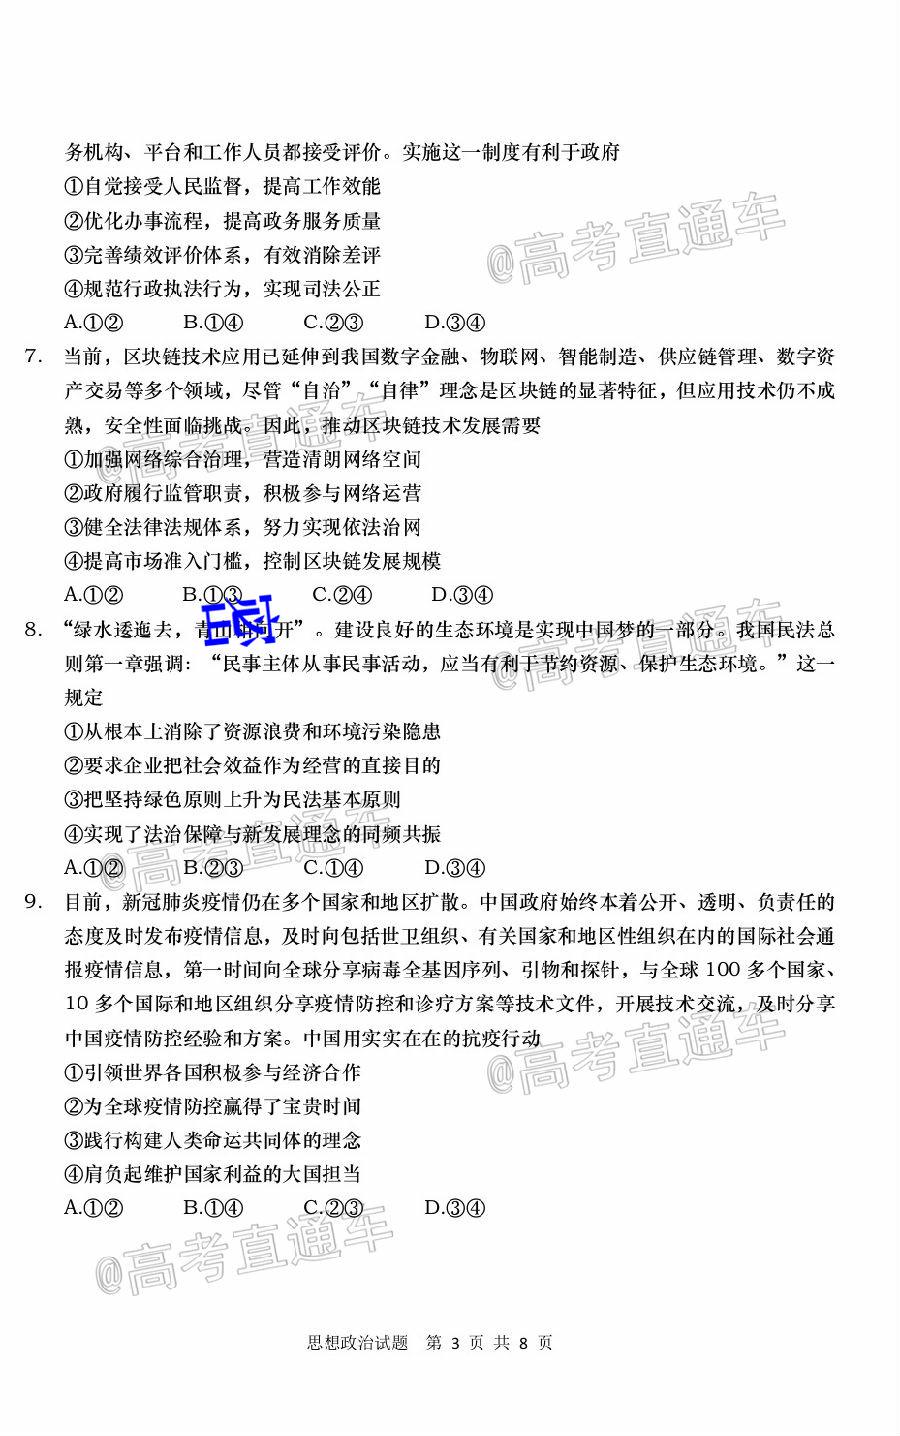 务机构、平台和工作人员都接受评价。实施这一制度有利于政府
①自觉接受人民监督，提高工作效能
②优化办事流程，提高政务服务质量
③完善绩效评价体系，有效消除差评
④规范行政执法行为，实现司法公正
A.①② B.①④ C.②③ D.③④
@高考直通车
7. 当前，区块链技术应用已延伸到我国数字金融、物联网、智能制造、供应链管理、数字资
产交易等多个领域，尽管“自治”“自律”理念是区块链的显著特征，但应用技术仍不成
熟，安全性面临挑战。因此，推动区块链技术发展需要
@高考直通车
①加强网络综合治理，营造清朗网络空间
②政府履行监管职责，积极参与网络运营
③健全法律法规体系，努力实现依法治网
④提高市场准入门槛，控制区块链发展规模
A.①② B.①③ C.②④ D.③④
8. “绿水逶迤去，青山相向开”。建设良好的生态环境是实现中国梦的一部分。我国民法总
则第一章强调：“民事主体从事民事活动，应当有利于节约资源、保护生态环境。”这一
规定
@高考直通车
①从根本上消除了资源浪费和环境污染隐患
②要求企业把社会效益作为经营的直接目的
③把坚持绿色原则上升为民法基本原则
④实现了法治保障与新发展理念的同频共振
A.①② B.②③ C.①④ D.③④
@高考直通车
9. 目前，新冠肺炎疫情仍在多个国家和地区扩散。中国政府始终本着公开、透明、负责任的
态度及时发布疫情信息，及时向包括世卫组织、有关国家和地区性组织在内的国际社会通
报疫情信息，第一时间向全球分享病毒全基因序列、引物和探针，与全球 100 多个国家、
10 多个国际和地区组织分享疫情防控和诊疗方案等技术文件，开展技术交流，及时分享
中国疫情防控经验和方案。中国用实实在在的抗疫行动
@高考直通车
①引领世界各国积极参与经济合作
②为全球疫情防控赢得了宝贵时间
③践行构建人类命运共同体的理念
④肩负起维护国家利益的大国担当
A.①② B.①④ C.②③ D.③④
@高考直通车
思想政治试题 第 3 页 共 8 页